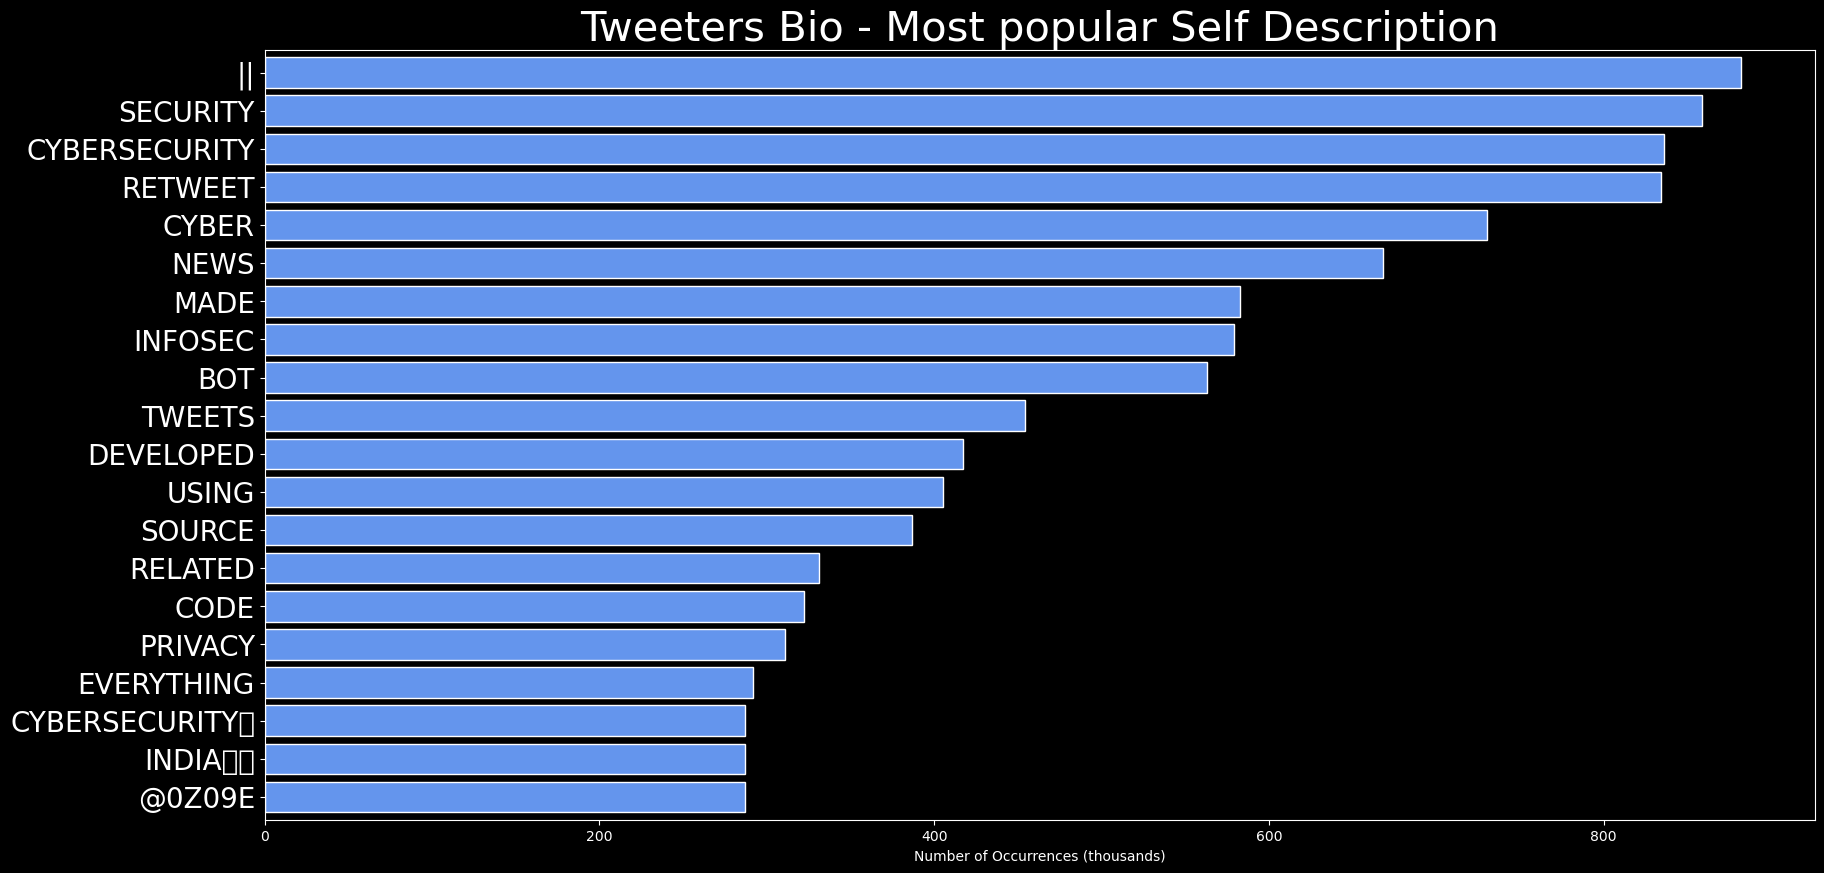 Tweeters Bio - Most popular Self Description
||
SECURITY
CYBERSECURITY
RETWEET
CYBER
NEWS
MADE
INFOSEC
BOT
TWEETS
DEVELOPED
USING
SOURCE
RELATED
CODE
PRIVACY
EVERYTHING
CYBERSECURITY▯
INDIA▯▯
@0Z09E
0 200 400 600 800
Number of Occurrences (thousands)